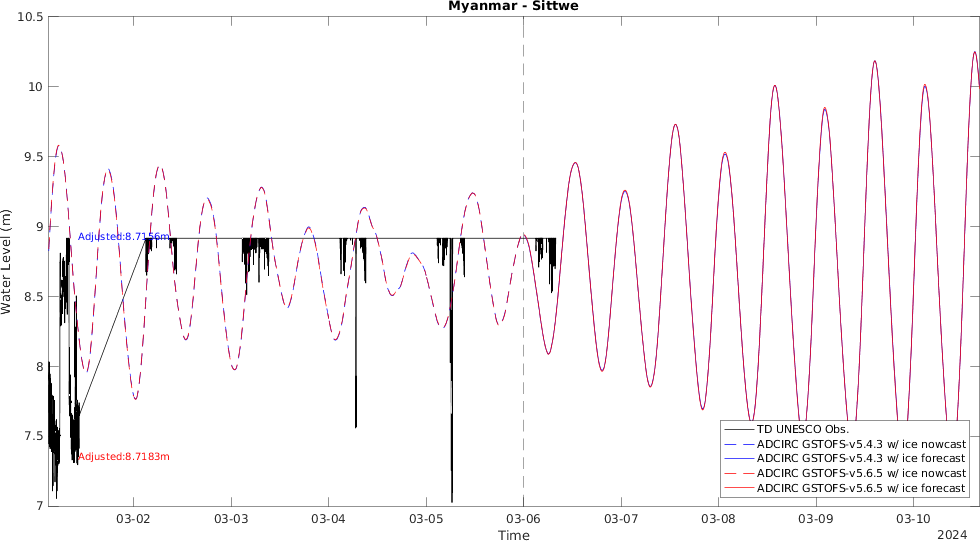 Myanmar - Sittwe
10.5
10
9.5
9
8.5
8
7.5
7
Water Level (m)
Adjusted:8.7156m
Adjusted:8.7183m
TD UNESCO Obs.
ADCIRC GSTOFS-v5.4.3 w/ ice nowcast
ADCIRC GSTOFS-v5.4.3 w/ ice forecast
ADCIRC GSTOFS-v5.6.5 w/ ice nowcast
ADCIRC GSTOFS-v5.6.5 w/ ice forecast
03-02 03-03 03-04 03-05 03-06 03-07 03-08 03-09 03-10
Time
2024